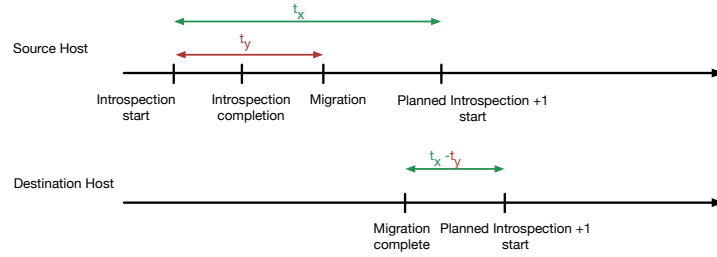 tx
ty
Source Host
Introspection start
Introspection completion
Migration
Planned Introspection +1 start
tx -ty
Destination Host
Migration complete
Planned Introspection +1 start